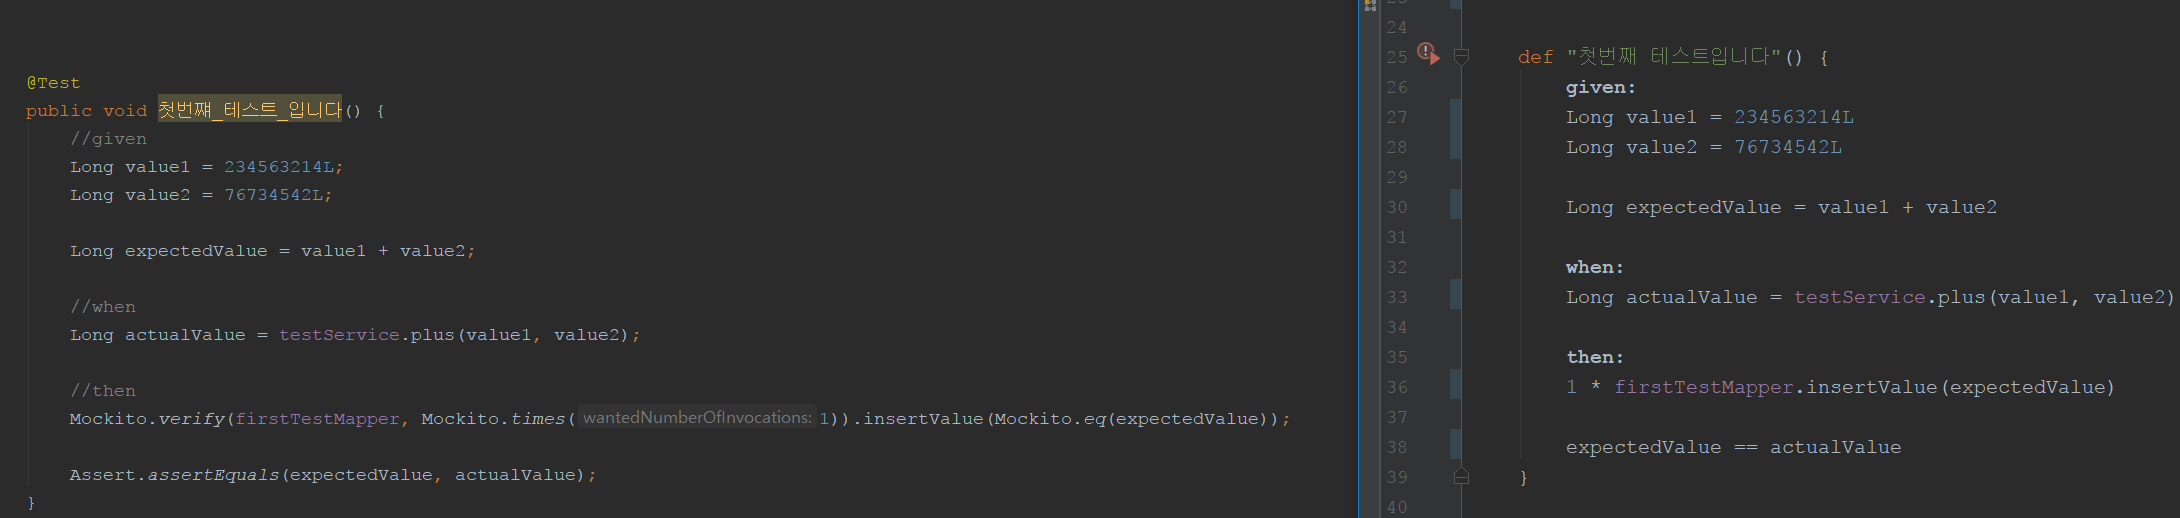 @Test
public void 첫번쨰_테스트_입니다() {
//given
Long value1 = 234563214L;
Long value2 = 76734542L;
Long expectedValue = value1 + value2;
//when
Long actualValue = testService.plus(value1, value2);
//then
Mockito.verify(firstTestMapper, Mockito.times( wantedNumberOfInvocations: 1)).insertValue(Mockito.eq(expectedValue));
Assert.assertEquals(expectedValue, actualValue);
}
24
25 def "첫번째 테스트입니다"() {
26 given:
27 Long value1 = 234563214L
28 Long value2 = 76734542L
29
30 Long expectedValue = value1 + value2
31
32 when:
33 Long actualValue = testService.plus(value1, value2)
34
35 then:
36 1 * firstTestMapper.insertValue(expectedValue)
37
38 expectedValue == actualValue
39 }
40